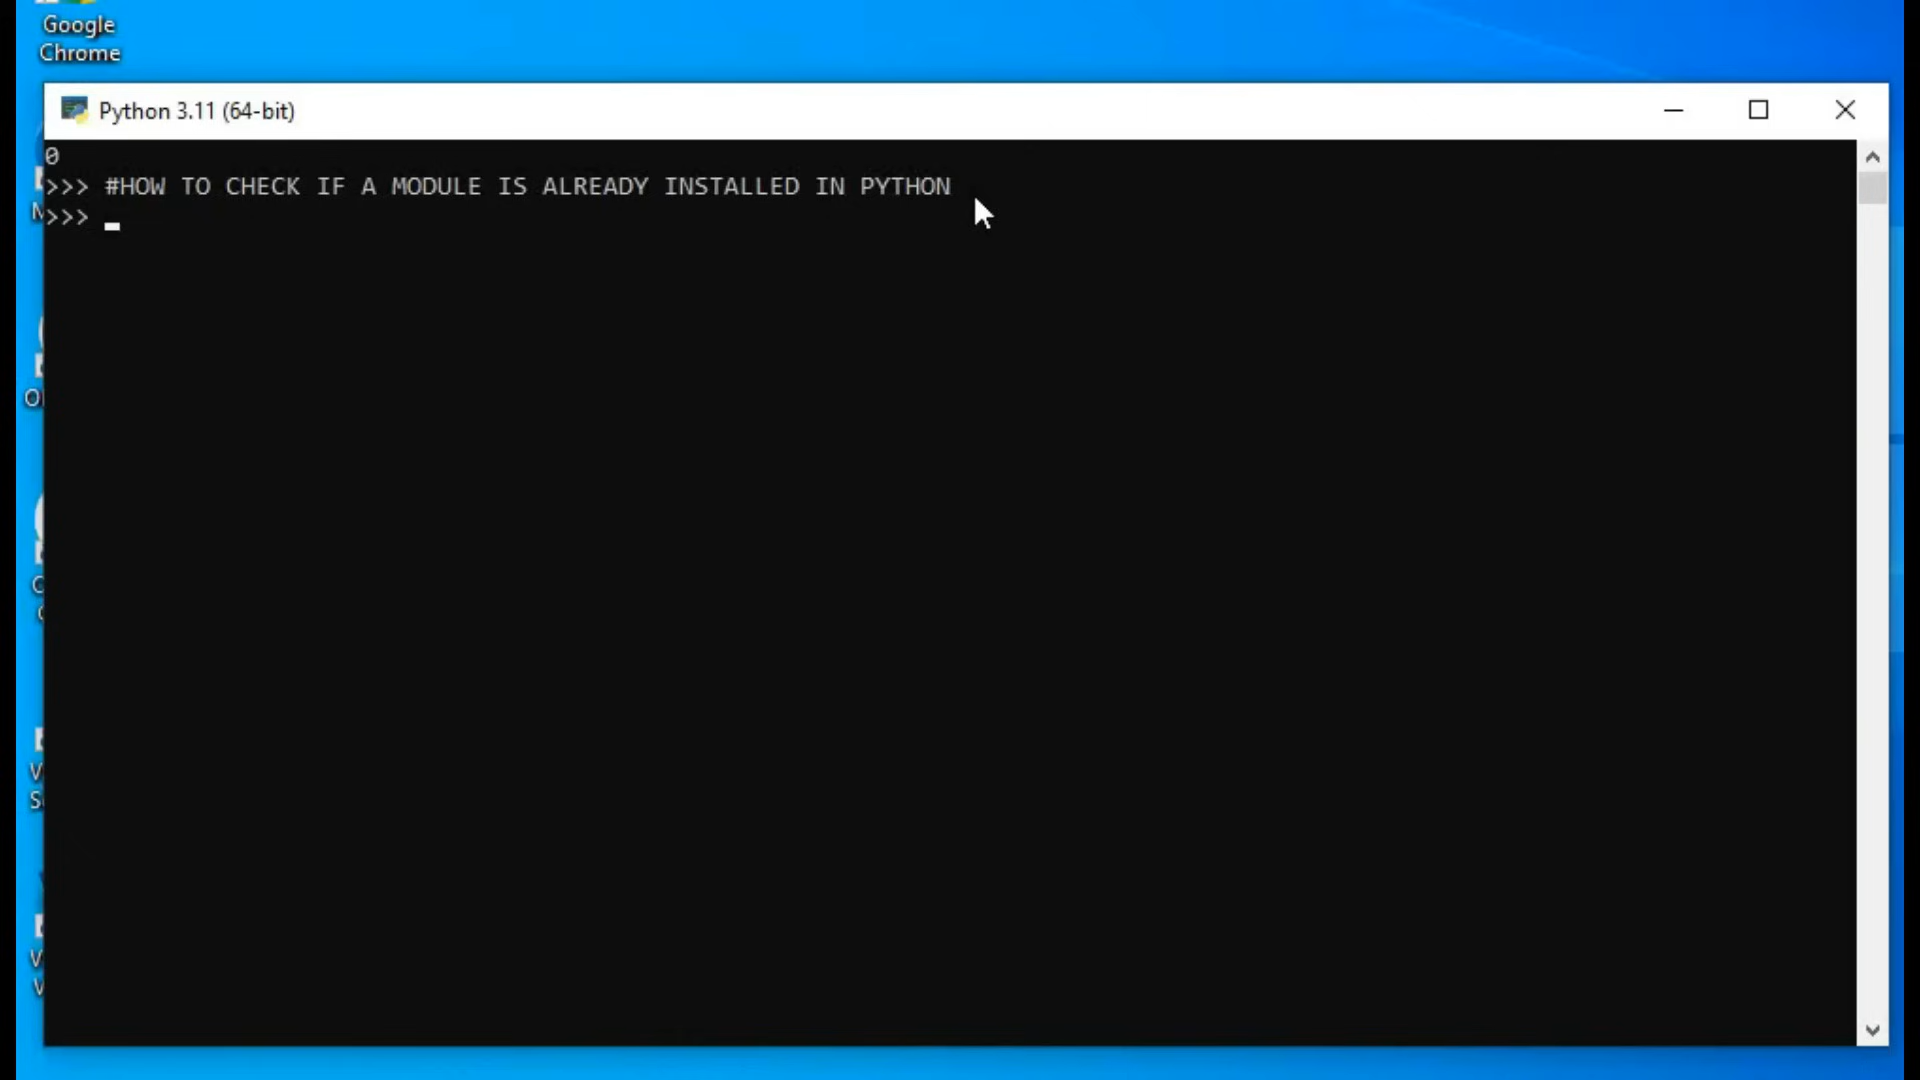 Google
Chrome
Python 3.11 (64-bit)
0
>>> #HOW TO CHECK IF A MODULE IS ALREADY INSTALLED IN PYTHON
>>>